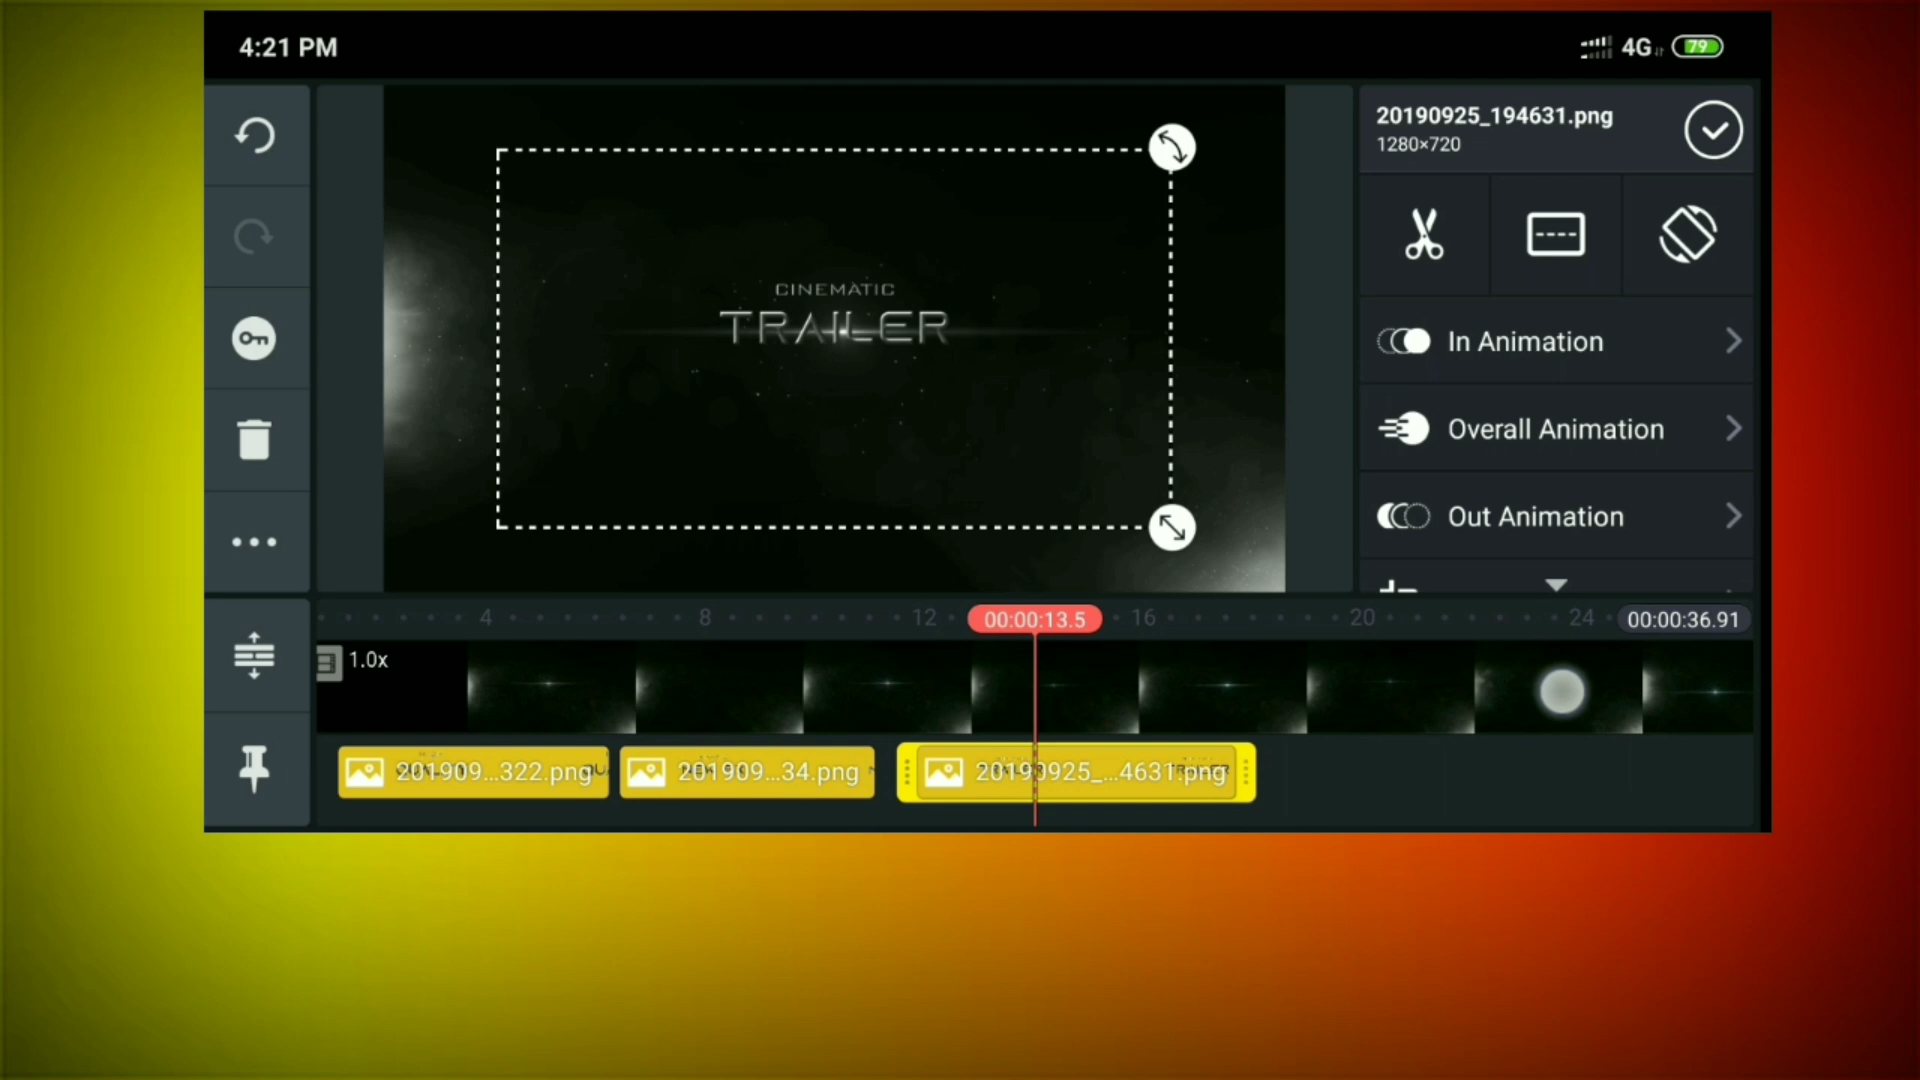 4:21 PM
4G 79
20190925_194631.png
1280×720
CINEMATIC
TRAILER
In Animation
Overall Animation
Out Animation
4 8 12 00:00:13.5 16 20 24 00:00:36.91
1.0x
201909...322.png 201909...34.png 20190925_...4631.png